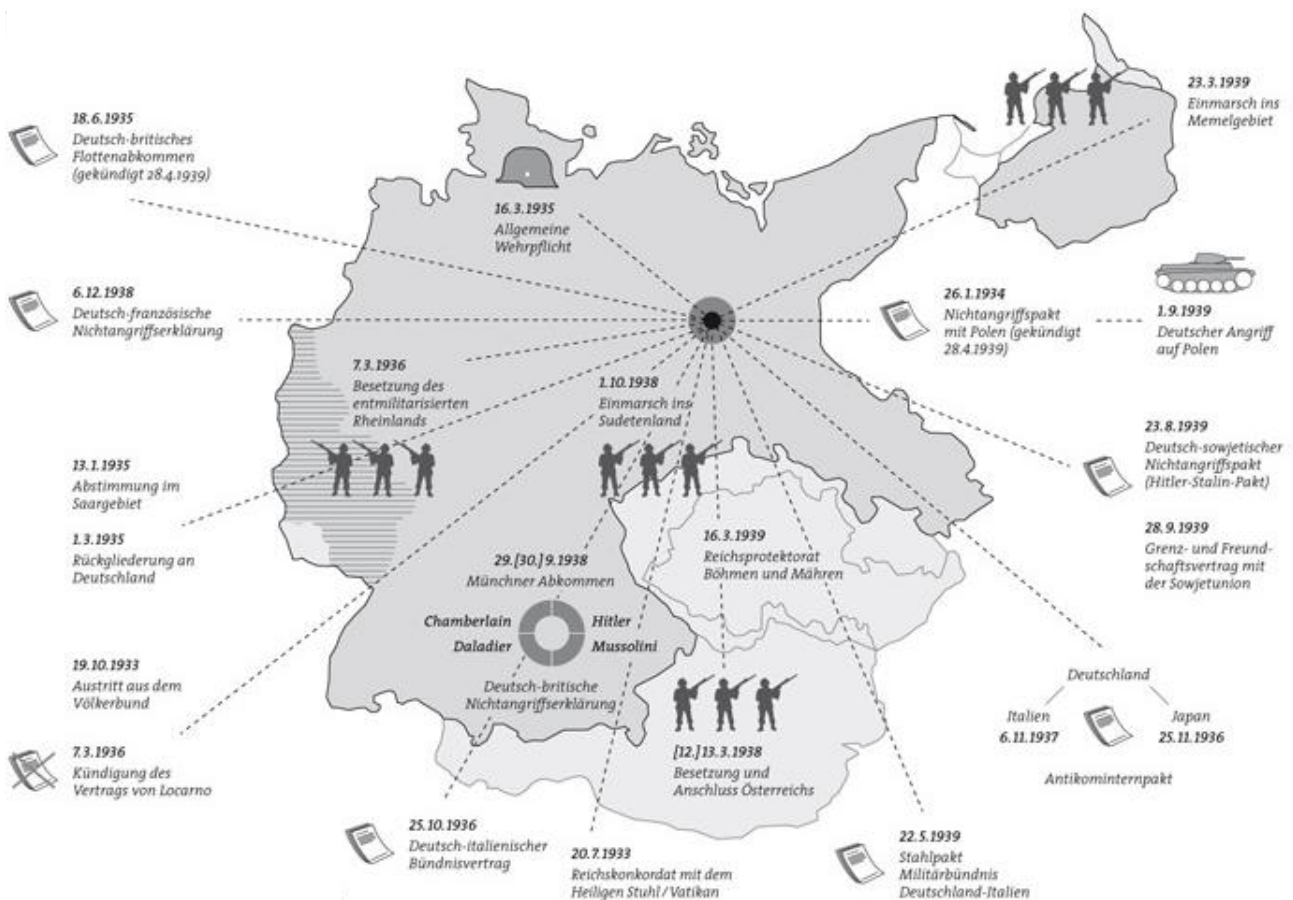 18.6.1935
Deutsch-britisches
Flottenabkommen
(gekündigt 28.4.1939)
16.3.1935
Allgemeine
Wehrpflicht
23.3.1939
Einmarsch ins
Memelgebiet
6.12.1938
Deutsch-französische
Nichtangriffserklärung
26.1.1934
Nichtangriffspakt
mit Polen (gekündigt
28.4.1939)
1.9.1939
Deutscher Angriff
auf Polen
7.3.1936
Besetzung des
entmilitarisierten
Rheinlands
1.10.1938
Einmarsch ins
Sudetenland
13.1.1935
Abstimmung im
Saargebiet
1.3.1935
Rückgliederung an
Deutschland
23.8.1939
Deutsch-sowjetischer
Nichtangriffspakt
(Hitler-Stalin-Pakt)
28.9.1939
Grenz- und Freund-
schaftsvertrag mit
der Sowjetunion
16.3.1939
Reichsprotektorat
Böhmen und Mähren
29.[30.] 9.1938
Münchner Abkommen
Chamberlain
Hitler
Daladier
Mussolini
Deutsch-britische
Nichtangriffserklärung
19.10.1933
Austritt aus dem
Völkerbund
7.3.1936
Kündigung des
Vertrags von Locarno
[12.] 13.3.1938
Besetzung und
Anschluss Österreichs
Deutschland
Italien
6.11.1937
Japan
25.11.1936
Antikominternpakt
25.10.1936
Deutsch-italienischer
Bündnisvertrag
20.7.1933
Reichskonkordat mit dem
Heiligen Stuhl / Vatikan
22.5.1939
Stahlpakt
Militärbündnis
Deutschland-Italien